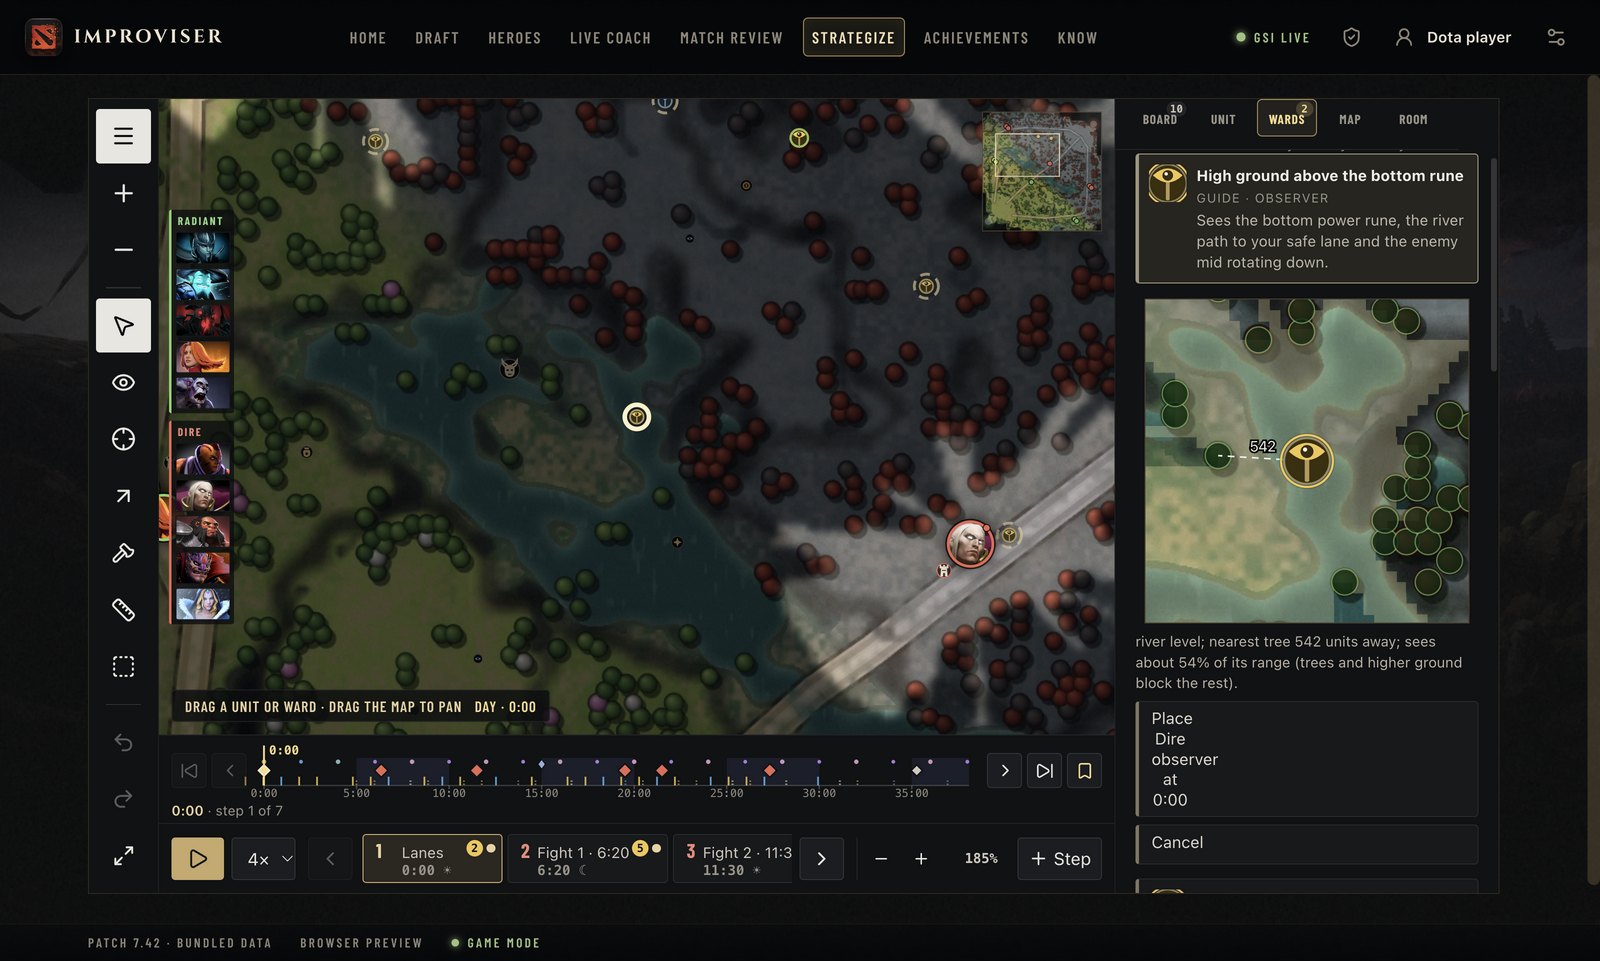 IMPROVISER
HOME DRAFT HEROES LIVE COACH MATCH REVIEW STRATEGIZE ACHIEVEMENTS KNOW
GSI LIVE
Dota player
RADIANT
DIRE
DRAG A UNIT OR WARD · DRAG THE MAP TO PAN DAY · 0:00
BOARD 10 UNIT WARDS 2 MAP ROOM
High ground above the bottom rune
GUIDE · OBSERVER
Sees the bottom power rune, the river
path to your safe lane and the enemy
mid rotating down.
542
river level; nearest tree 542 units away; sees
about 54% of its range (trees and higher ground
block the rest).
Place
Dire
observer
at
0:00
Cancel
0:00
0:00 5:00 10:00 15:00 20:00 25:00 30:00 35:00
0:00 · step 1 of 7
4×
1 Lanes 2
0:00
2 Fight 1 · 6:20 5
6:20
3 Fight 2 · 11:3
11:30
185%
+ Step
PATCH 7.42 · BUNDLED DATA BROWSER PREVIEW GAME MODE